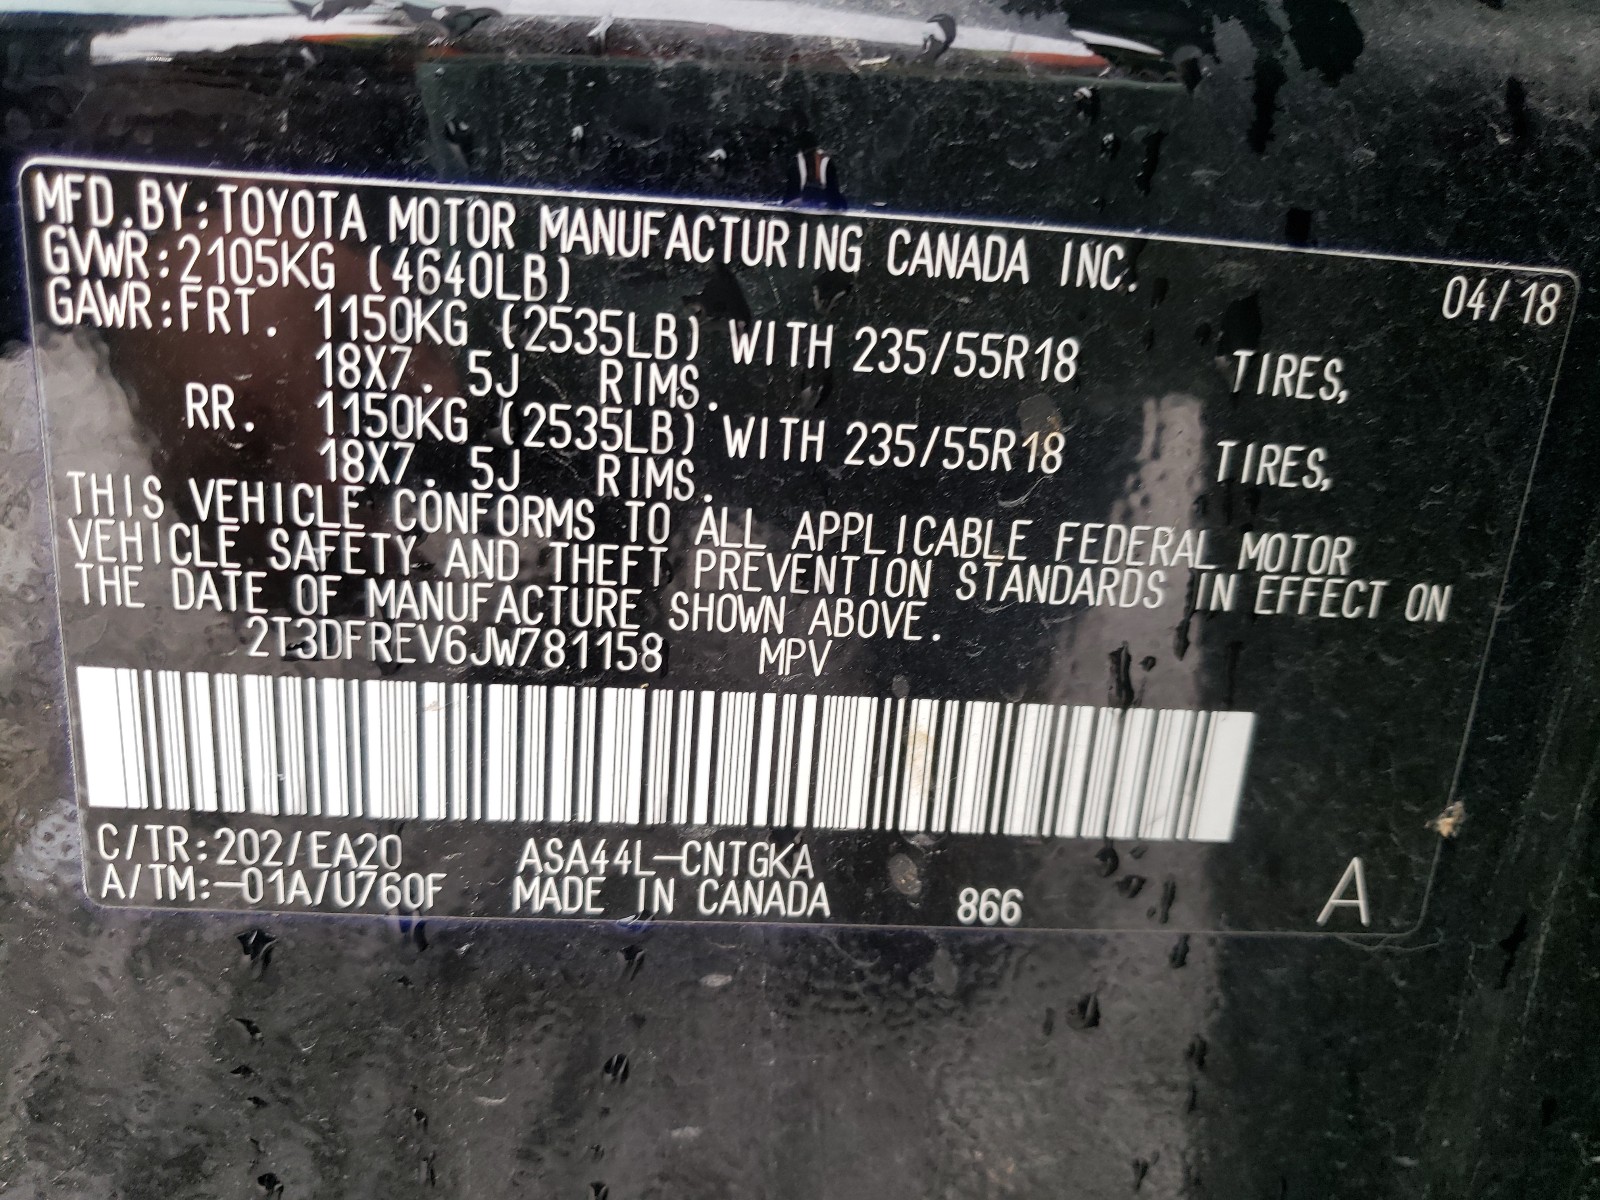 MFD.BY:TOYOTA MOTOR MANUFACTURING CANADA INC.
04/18
GVWR:2105KG (4640LB)
GAWR:FRT. 1150KG (2535LB) WITH 235/55R18 TIRES,
18X7. 5J RIMS.
RR. 1150KG (2535LB) WITH 235/55R18 TIRES,
18X7. 5J RIMS.
THIS VEHICLE CONFORMS TO ALL APPLICABLE FEDERAL MOTOR
VEHICLE SAFETY AND THEFT PREVENTION STANDARDS IN EFFECT ON
THE DATE OF MANUFACTURE SHOWN ABOVE.
2T3DFREV6JW781158 MPV
C/TR:202/EA20 ASA44L-CNTGKA
A/TM:-01A/U760F MADE IN CANADA 866 A